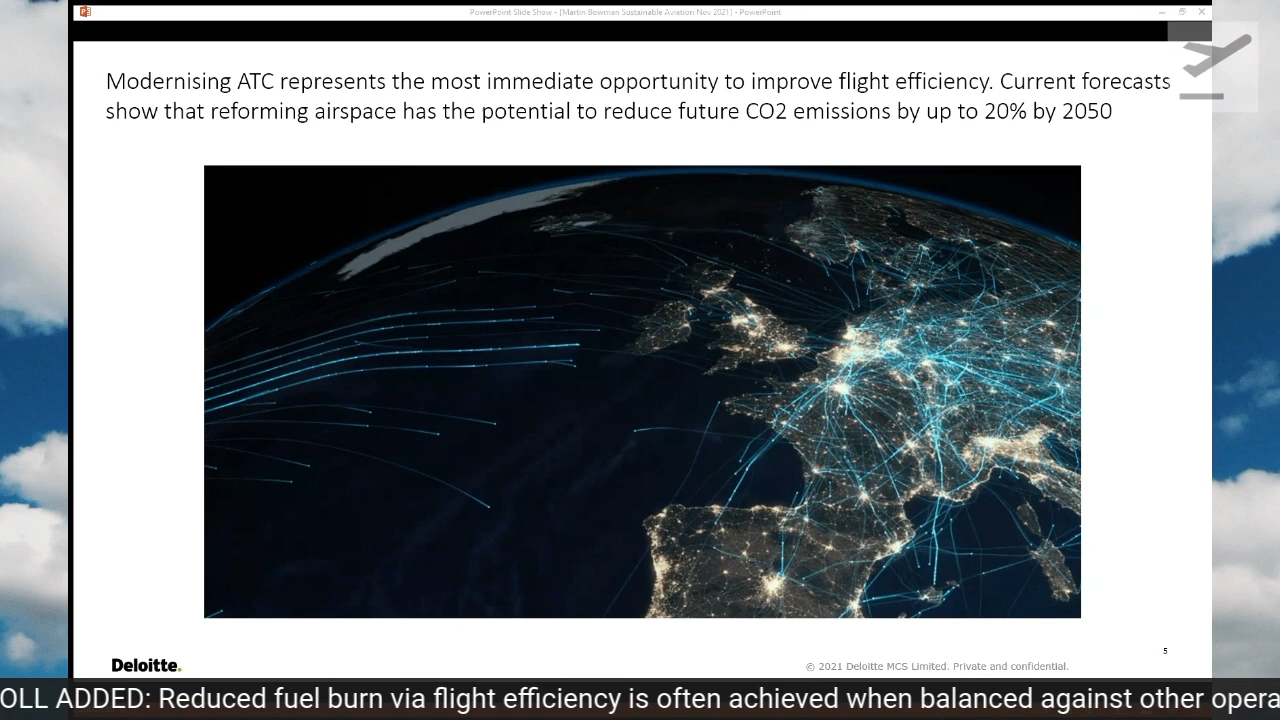 PowerPoint Slide Show - [Martin Bowman Sustainable Aviation Nov 2021] - PowerPoint
Modernising ATC represents the most immediate opportunity to improve flight efficiency. Current forecasts
show that reforming airspace has the potential to reduce future CO2 emissions by up to 20% by 2050
5
Deloitte.
© 2021 Deloitte MCS Limited. Private and confidential.
OLL ADDED: Reduced fuel burn via flight efficiency is often achieved when balanced against other opera